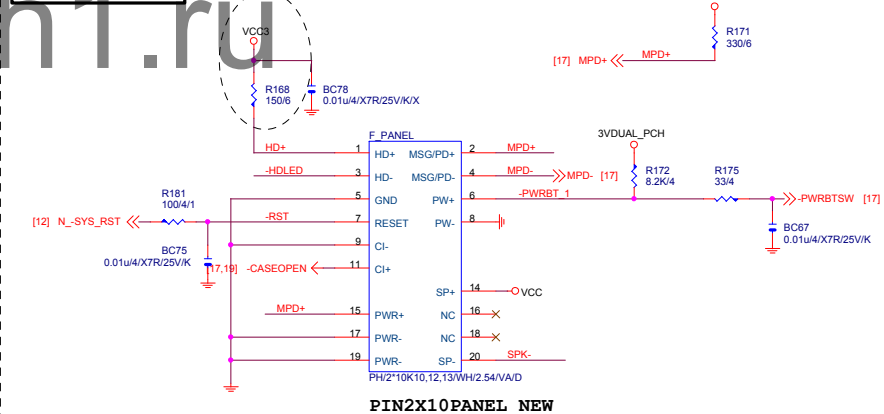 n1.ru
VCC3
R168
150/6
BC78
0.01u/4/X7R/25V/K/X
R171
330/6
[17] MPD+
MPD+
F_PANEL
HD+
1
HD+
MSG/PD+
2
MPD+
3VDUAL_PCH
-HDLED
3
HD-
MSG/PD-
4
MPD-
MPD- [17]
R172
8.2K/4
R175
33/4
5
GND
PW+
6
-PWRBT_1
-PWRBTSW [17]
R181
100/4/1
[12] N_-SYS_RST
-RST
7
RESET
PW-
8
BC67
0.01u/4/X7R/25V/K
9
CI-
BC75
0.01u/4/X7R/25V/K
[17,19] -CASEOPEN
11
CI+
SP+
14
VCC
MPD+
15
PWR+
NC
16
17
PWR-
NC
18
19
PWR-
SP-
20
SPK-
PH/2*10K10,12,13/WH/2.54/VA/D
PIN2X10PANEL NEW